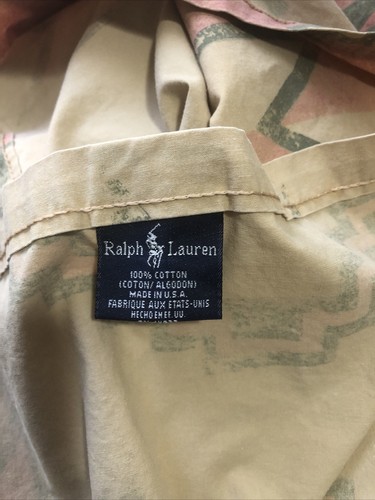 Ralph Lauren
100% COTTON
(COTON/ALGODON)
MADE IN U.S.A.
FABRIQUE AUX ETATS-UNIS
HECHO EN EE. UU.